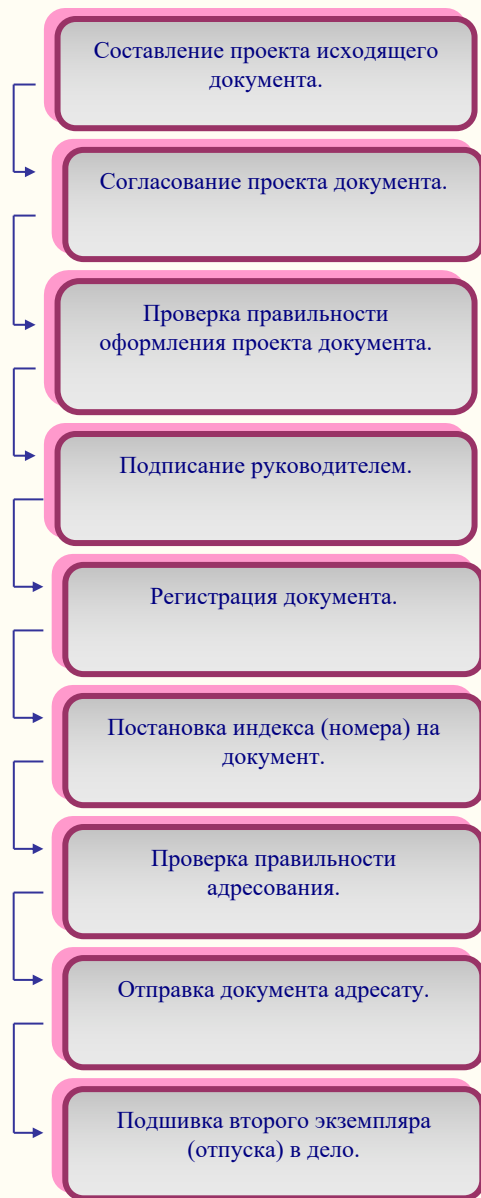 Составление проекта исходящего
документа.
Согласование проекта документа.
Проверка правильности
оформления проекта документа.
Подписание руководителем.
Регистрация документа.
Постановка индекса (номера) на
документ.
Проверка правильности
адресования.
Отправка документа адресату.
Подшивка второго экземпляра
(отпуска) в дело.